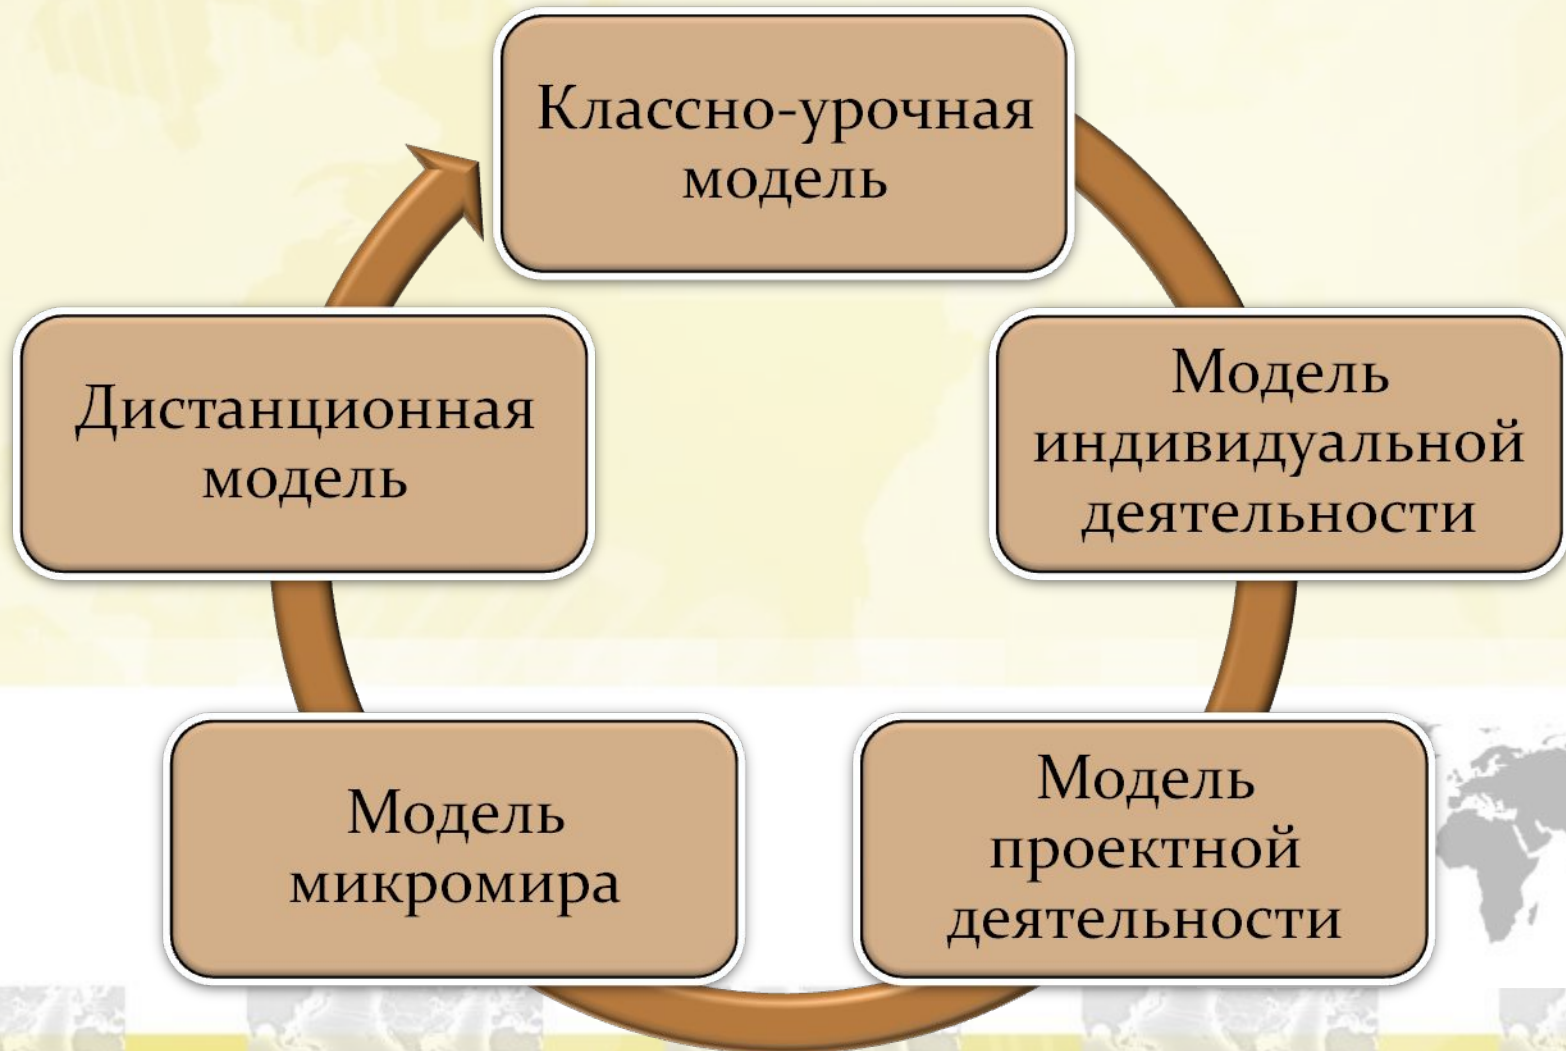 Классно-урочная
модель
Модель
индивидуальной
деятельности
Модель
проектной
деятельности
Модель
микромира
Дистанционная
модель